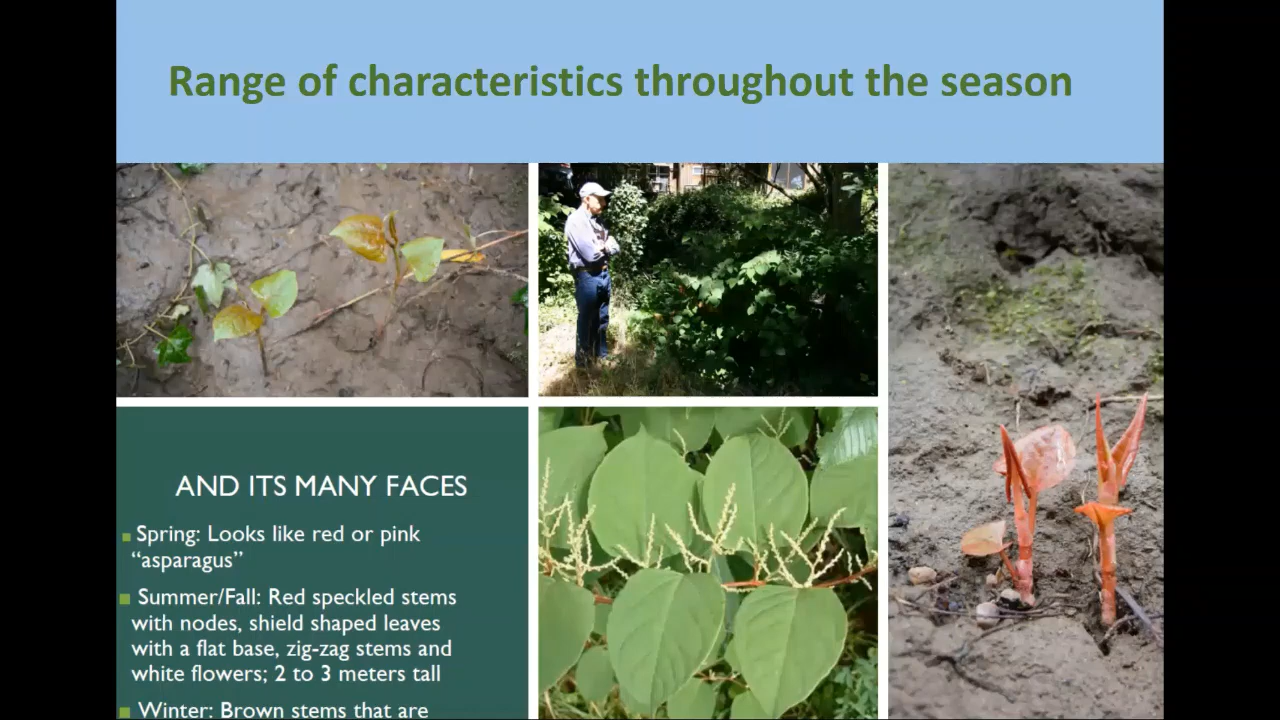 Range of characteristics throughout the season
AND ITS MANY FACES
Spring: Looks like red or pink
“asparagus”
Summer/Fall: Red speckled stems
with nodes, shield shaped leaves
with a flat base, zig-zag stems and
white flowers; 2 to 3 meters tall
Winter: Brown stems that are